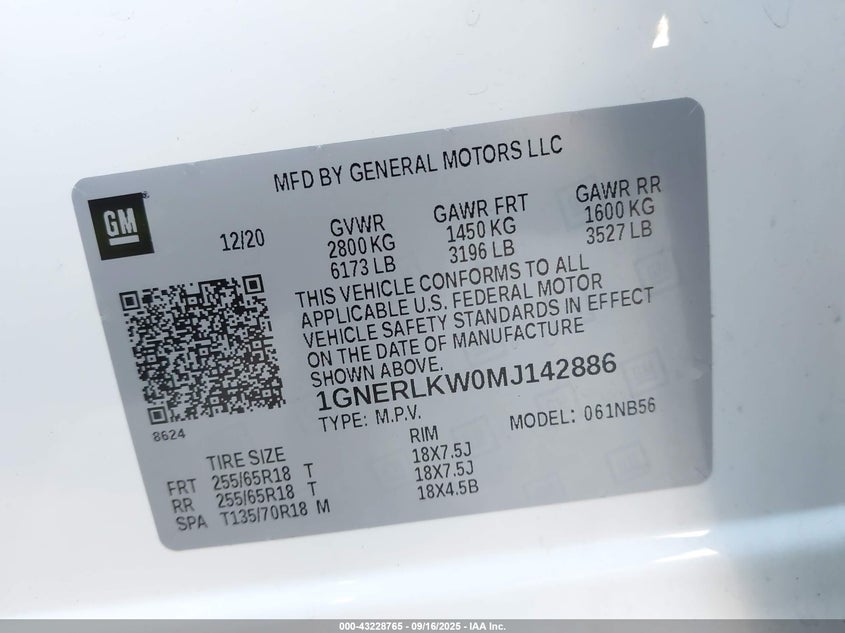 MFD BY GENERAL MOTORS LLC
GM
12/20
GVWR
2800 KG
6173 LB
GAWR FRT
1450 KG
3196 LB
GAWR RR
1600 KG
3527 LB
THIS VEHICLE CONFORMS TO ALL
APPLICABLE U.S. FEDERAL MOTOR
VEHICLE SAFETY STANDARDS IN EFFECT
ON THE DATE OF MANUFACTURE
SHOWN ABOVE.
1GNERLKW0MJ142886
TYPE: M.P.V.
MODEL: 061NB56
8624
TIRE SIZE RIM
FRT 255/65R18 T 18X7.5J
RR 255/65R18 T 18X7.5J
SPA T135/70R18 M 18X4.5B
000-43228765 - 09/16/2025 - IAA Inc.